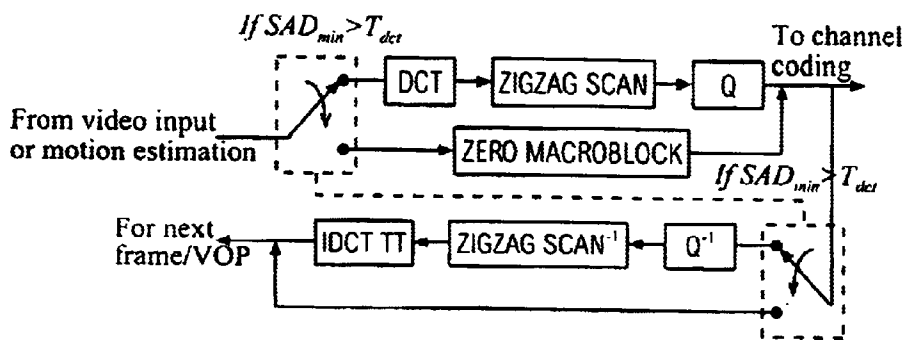 If SAD_min>T_dct
To channel
coding
DCT
ZIGZAG SCAN
Q
From video input
or motion estimation
ZERO MACROBLOCK
If SAD_min>T_dct
For next
frame/VOP
IDCT TT
ZIGZAG SCAN⁻¹
Q⁻¹